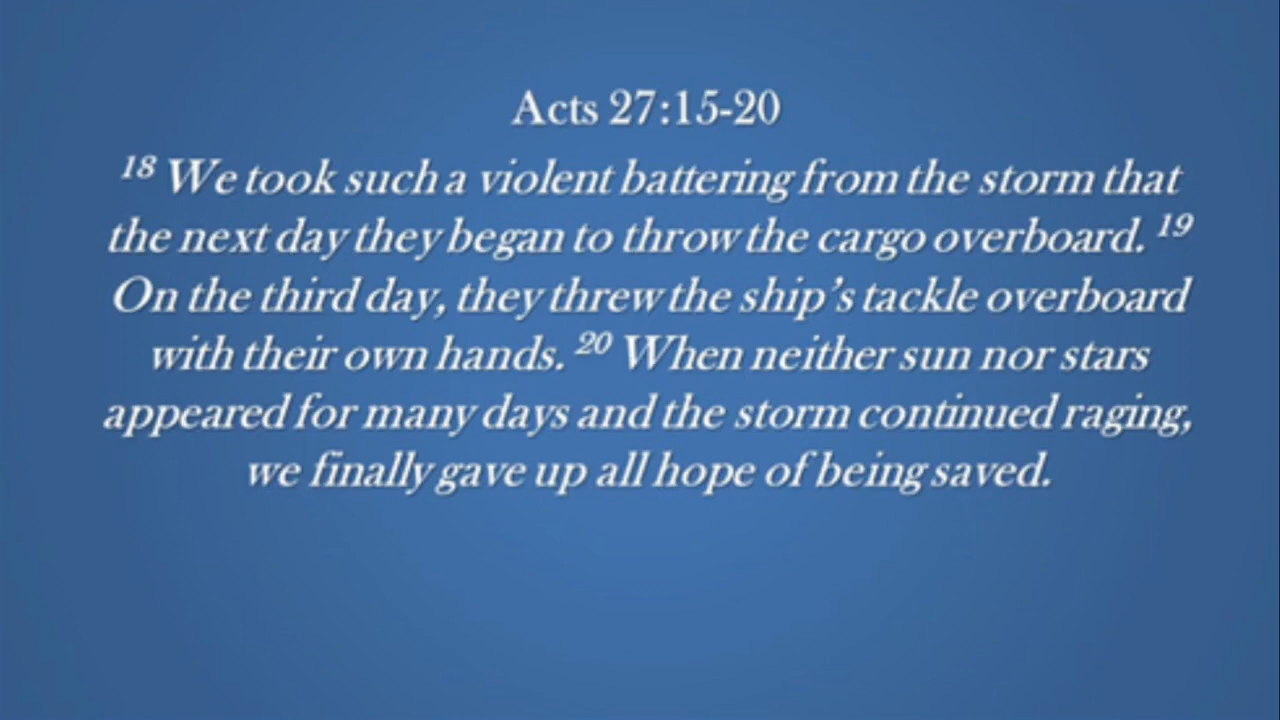 Acts 27:15-20
18 We took such a violent battering from the storm that
the next day they began to throw the cargo overboard. 19
On the third day, they threw the ship’s tackle overboard
with their own hands. 20 When neither sun nor stars
appeared for many days and the storm continued raging,
we finally gave up all hope of being saved.